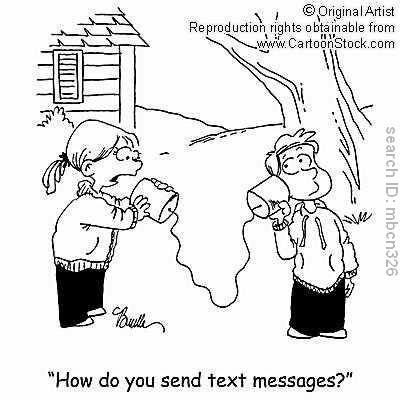 © Original Artist
Reproduction rights obtainable from
www.CartoonStock.com
search ID: mbcn326
"How do you send text messages?"